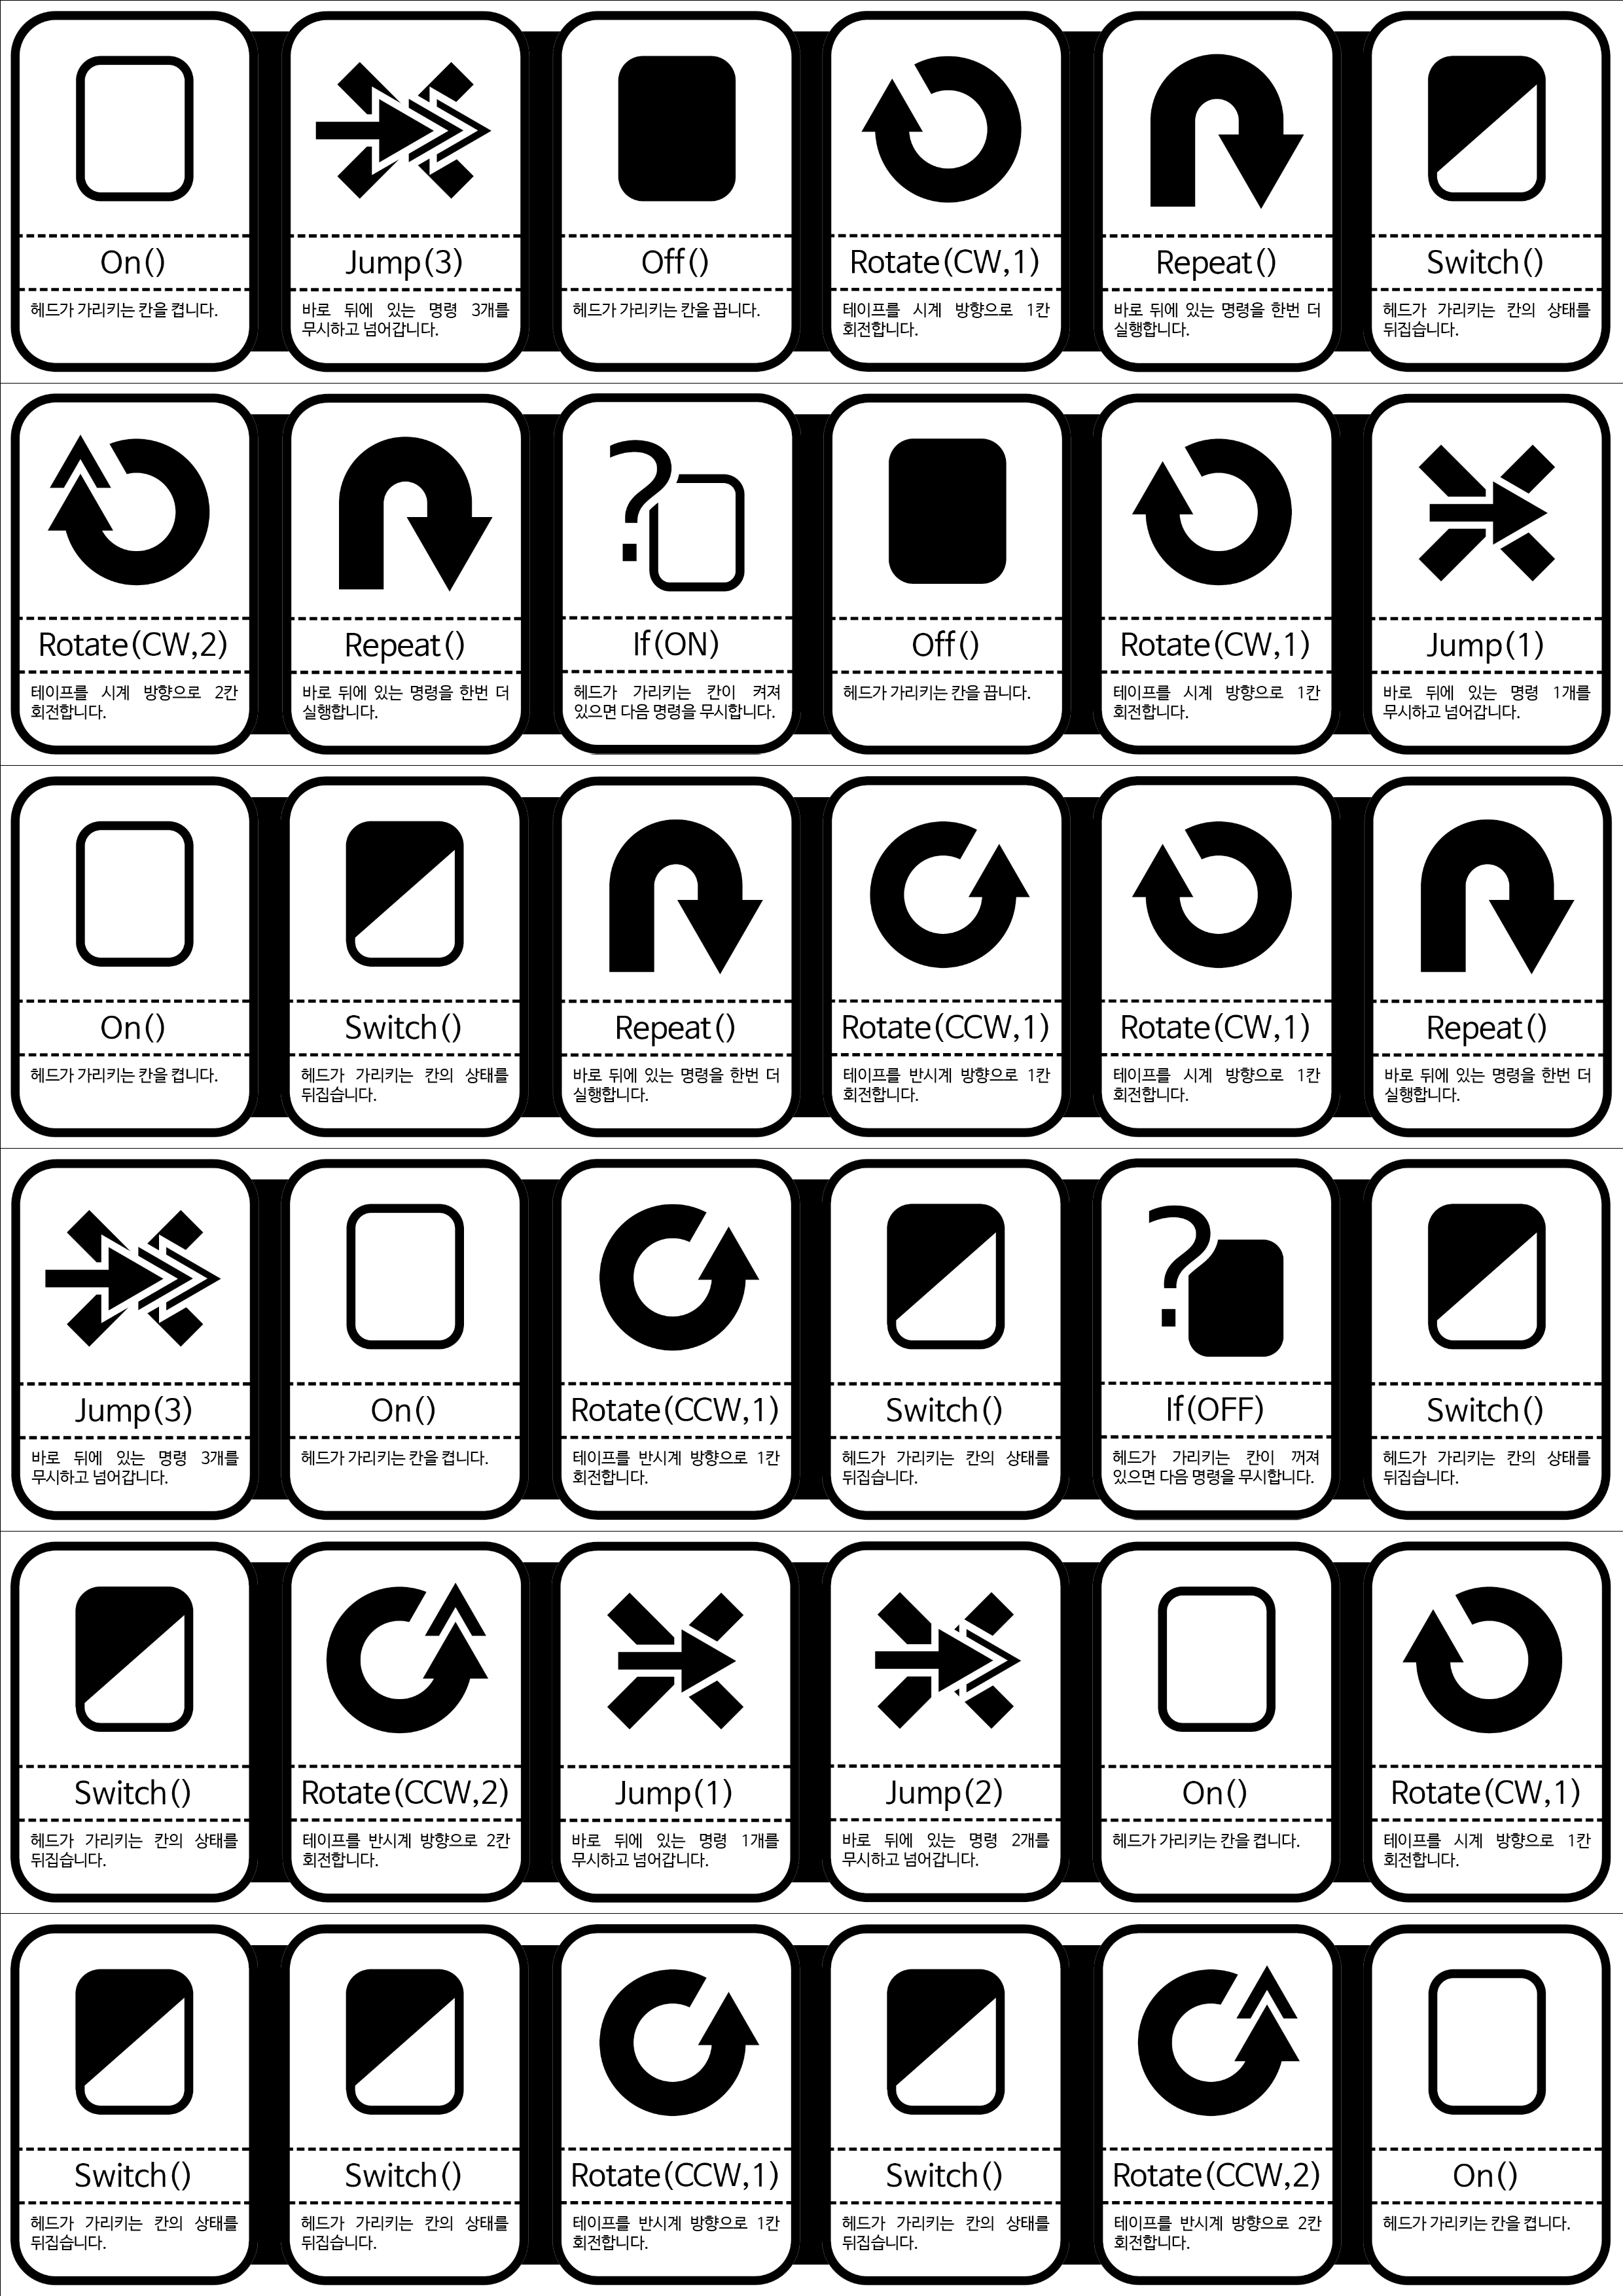 On()
헤드가 가리키는 칸을 켭니다.
Jump(3)
바로 뒤에 있는 명령 3개를
무시하고 넘어갑니다.
Off()
헤드가 가리키는 칸을 끕니다.
Rotate(CW,1)
테이프를 시계 방향으로 1칸
회전합니다.
Repeat()
바로 뒤에 있는 명령을 한번 더
실행합니다.
Switch()
헤드가 가리키는 칸의 상태를
뒤집습니다.
Rotate(CW,2)
테이프를 시계 방향으로 2칸
회전합니다.
Repeat()
바로 뒤에 있는 명령을 한번 더
실행합니다.
?
If(ON)
헤드가 가리키는 칸이 켜져
있으면 다음 명령을 무시합니다.
Off()
헤드가 가리키는 칸을 끕니다.
Rotate(CW,1)
테이프를 시계 방향으로 1칸
회전합니다.
Jump(1)
바로 뒤에 있는 명령 1개를
무시하고 넘어갑니다.
On()
헤드가 가리키는 칸을 켭니다.
Switch()
헤드가 가리키는 칸의 상태를
뒤집습니다.
Repeat()
바로 뒤에 있는 명령을 한번 더
실행합니다.
Rotate(CCW,1)
테이프를 반시계 방향으로 1칸
회전합니다.
Rotate(CW,1)
테이프를 시계 방향으로 1칸
회전합니다.
Repeat()
바로 뒤에 있는 명령을 한번 더
실행합니다.
Jump(3)
바로 뒤에 있는 명령 3개를
무시하고 넘어갑니다.
On()
헤드가 가리키는 칸을 켭니다.
Rotate(CCW,1)
테이프를 반시계 방향으로 1칸
회전합니다.
Switch()
헤드가 가리키는 칸의 상태를
뒤집습니다.
?
If(OFF)
헤드가 가리키는 칸이 꺼져
있으면 다음 명령을 무시합니다.
Switch()
헤드가 가리키는 칸의 상태를
뒤집습니다.
Switch()
헤드가 가리키는 칸의 상태를
뒤집습니다.
Rotate(CCW,2)
테이프를 반시계 방향으로 2칸
회전합니다.
Jump(1)
바로 뒤에 있는 명령 1개를
무시하고 넘어갑니다.
Jump(2)
바로 뒤에 있는 명령 2개를
무시하고 넘어갑니다.
On()
헤드가 가리키는 칸을 켭니다.
Rotate(CW,1)
테이프를 시계 방향으로 1칸
회전합니다.
Switch()
헤드가 가리키는 칸의 상태를
뒤집습니다.
Switch()
헤드가 가리키는 칸의 상태를
뒤집습니다.
Rotate(CCW,1)
테이프를 반시계 방향으로 1칸
회전합니다.
Switch()
헤드가 가리키는 칸의 상태를
뒤집습니다.
Rotate(CCW,2)
테이프를 반시계 방향으로 2칸
회전합니다.
On()
헤드가 가리키는 칸을 켭니다.